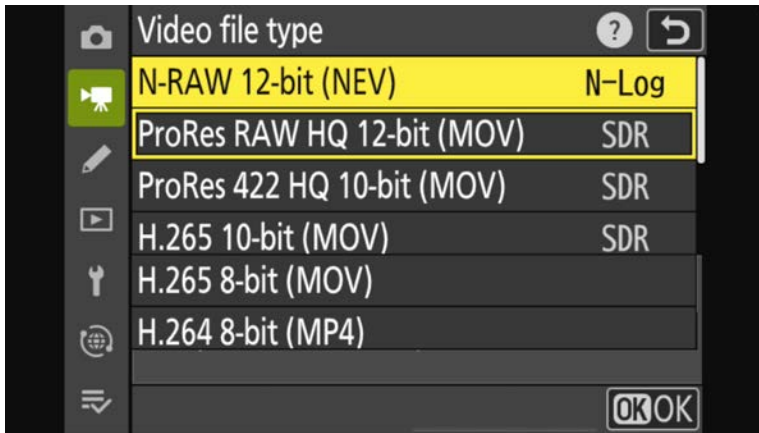 Video file type ?
N-RAW 12-bit (NEV) N-Log
ProRes RAW HQ 12-bit (MOV) SDR
ProRes 422 HQ 10-bit (MOV) SDR
H.265 10-bit (MOV) SDR
H.265 8-bit (MOV)
H.264 8-bit (MP4)
OK OK